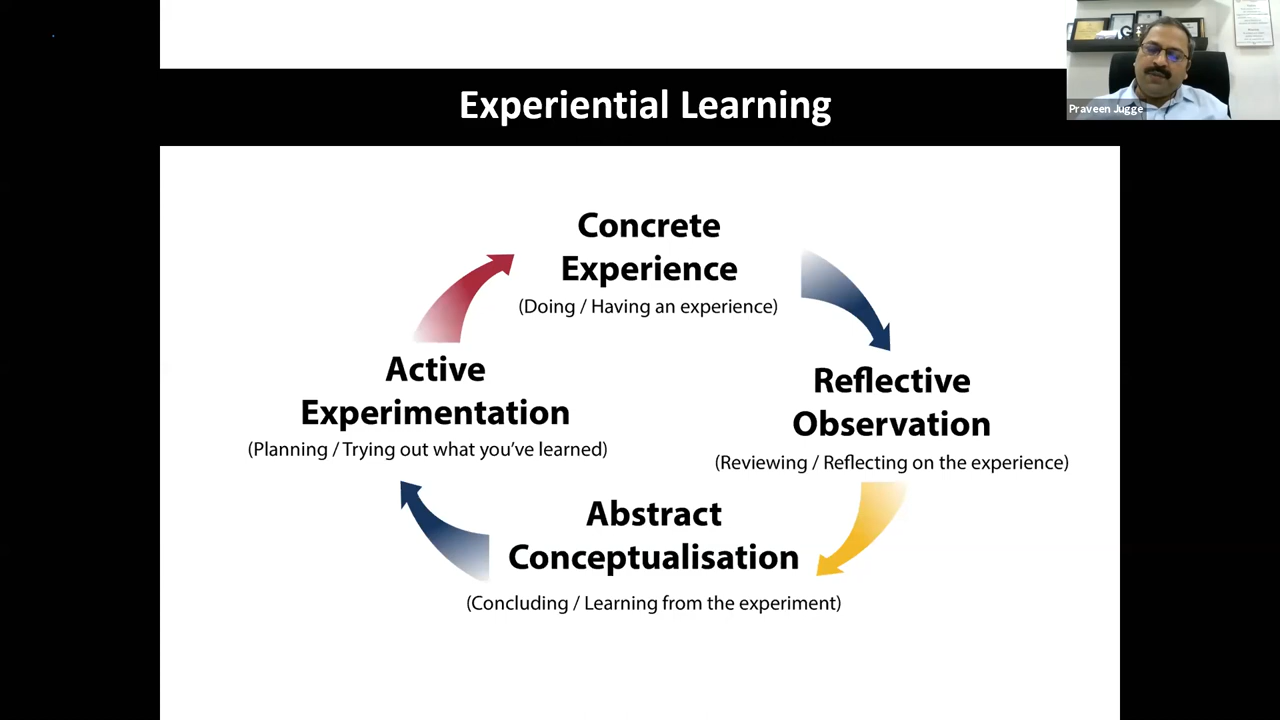 Experiential Learning
Praveen Jugge
Concrete
Experience
(Doing / Having an experience)
Reflective
Observation
(Reviewing / Reflecting on the experience)
Abstract
Conceptualisation
(Concluding / Learning from the experiment)
Active
Experimentation
(Planning / Trying out what you’ve learned)